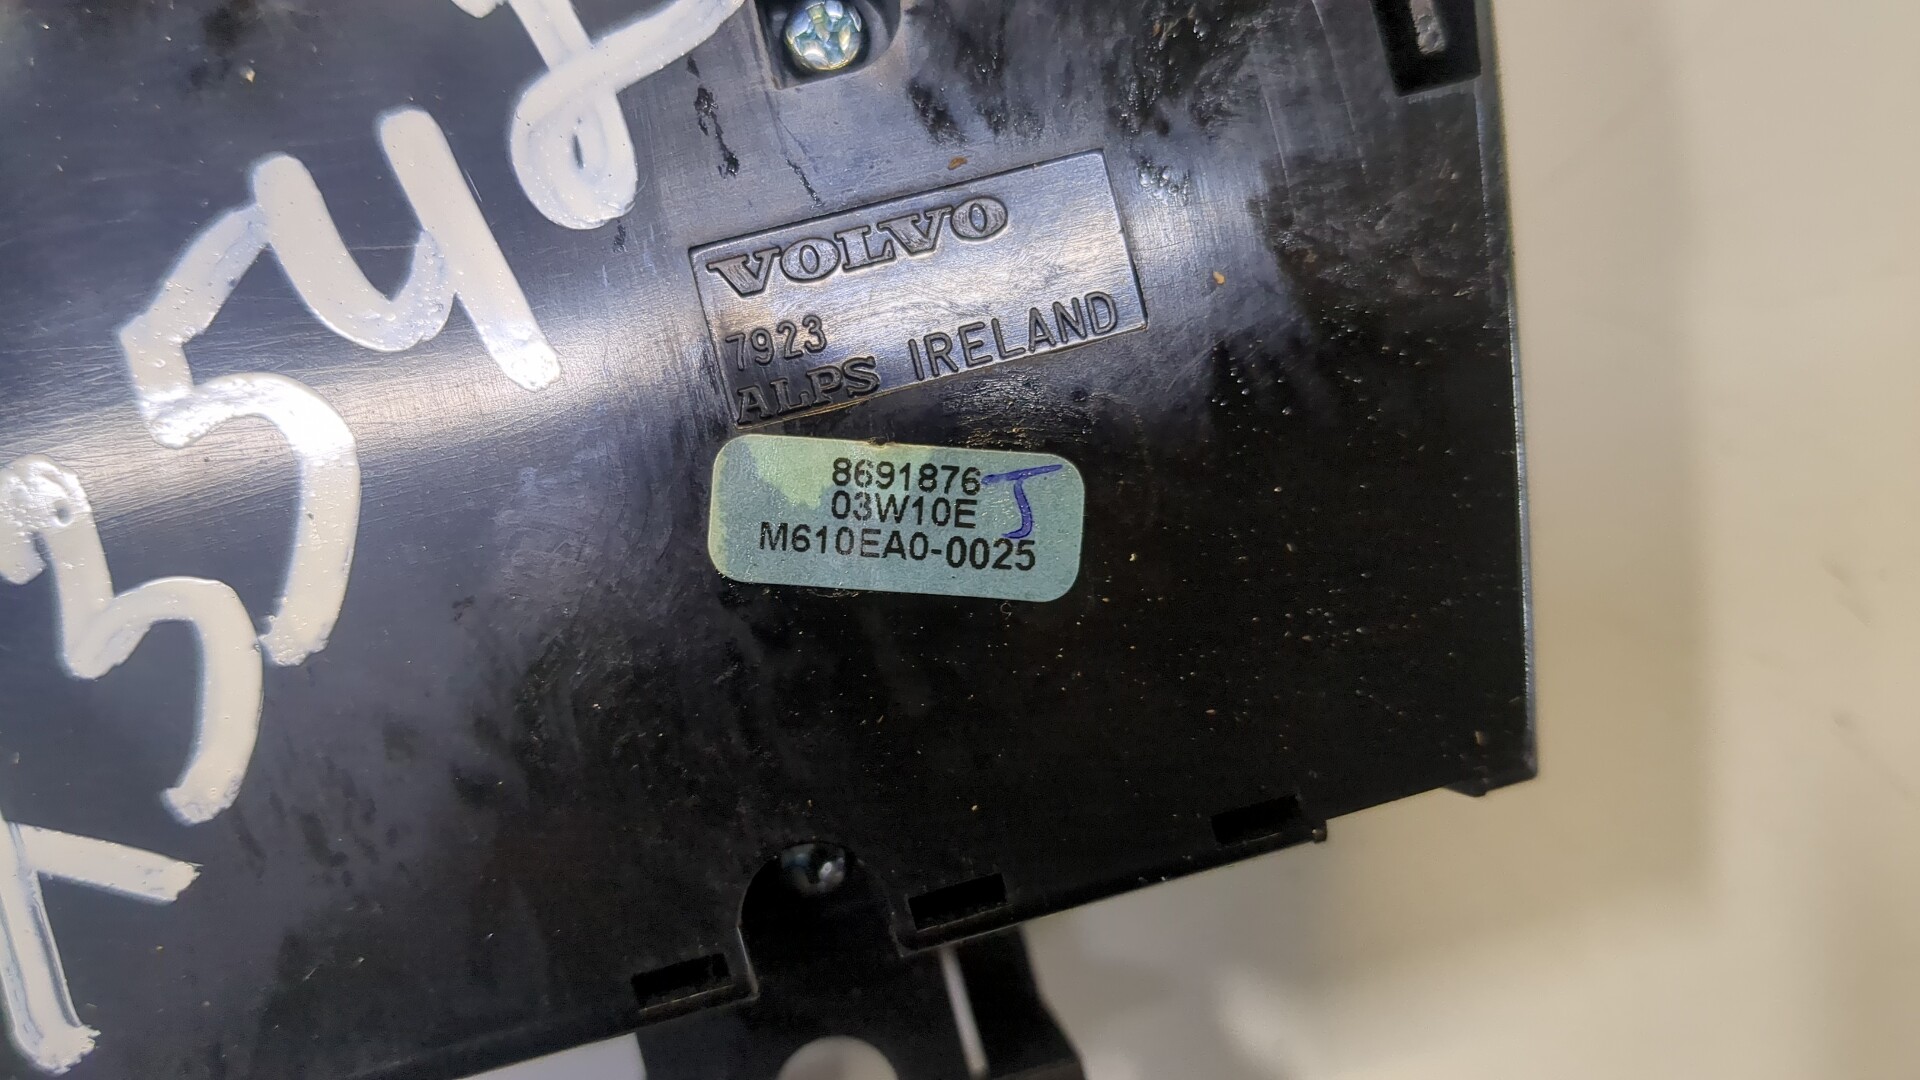 VOLVO
7923
ALPS IRELAND
8691876 J
03W10E
M610EA0-0025